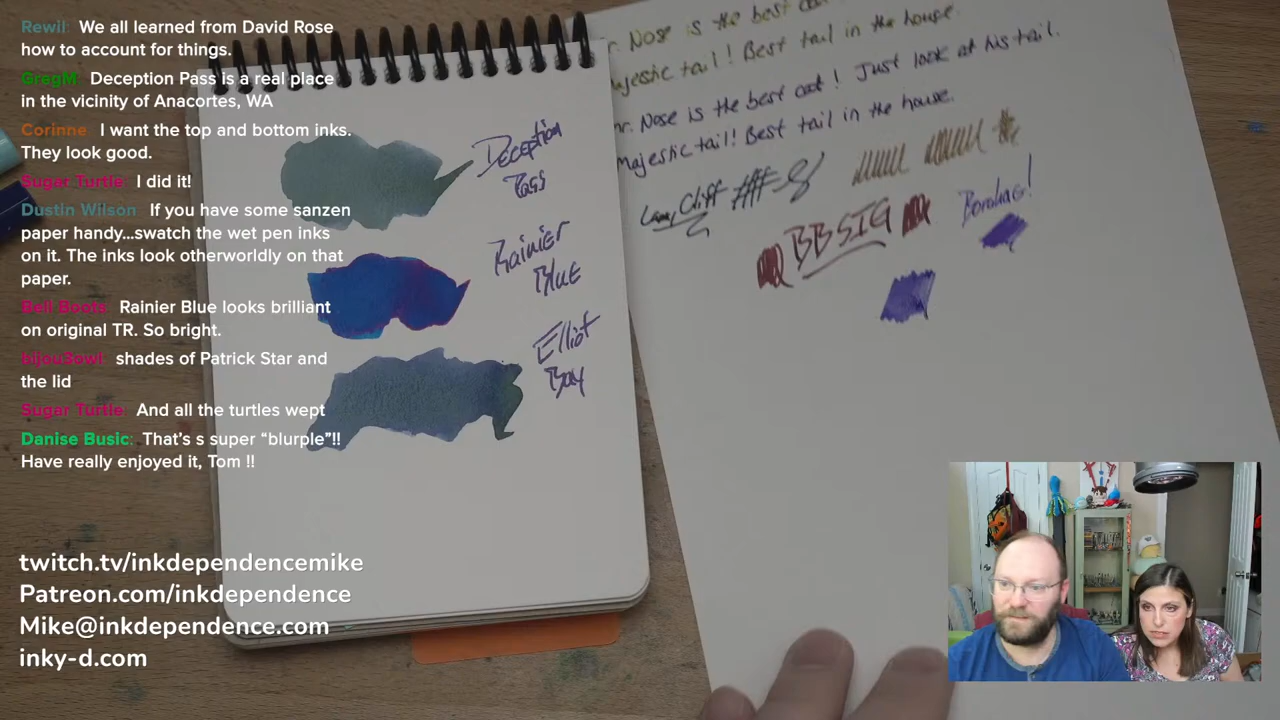 Rewil: We all learned from David Rose
how to account for things.
GregM: Deception Pass is a real place
in the vicinity of Anacortes, WA
Corinne: I want the top and bottom inks.
They look good.
Sugar Turtle: I did it!
Dustin Wilson: If you have some sanzen
paper handy...swatch the wet pen inks
on it. The inks look otherworldly on that
paper.
Bell Boots: Rainier Blue looks brilliant
on original TR. So bright.
bijou3owl: shades of Patrick Star and
the lid
Sugar Turtle: And all the turtles wept
Danise Busic: That's s super “blurple”!!
Have really enjoyed it, Tom !!
twitch.tv/inkdependencemike
Patreon.com/inkdependence
Mike@inkdependence.com
inky-d.com
Deception
Pass
Rainier
Blue
Elliot
Bay
Mr. Nose is the best cat
Majestic tail! Best tail in the house.
Mr. Nose is the best cat! Just look at his tail.
Majestic tail! Best tail in the house.
Cliff
BBSIG